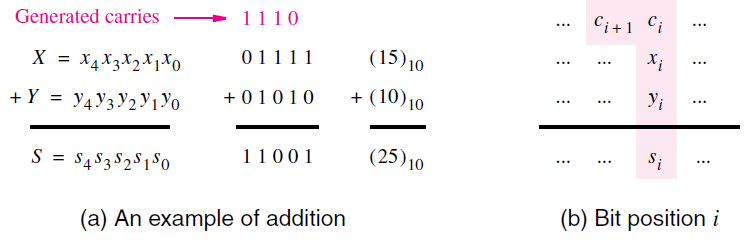 Generated carries → 1 1 1 0 ... cᵢ₊₁ cᵢ ...
X = x₄x₃x₂x₁x₀ 0 1 1 1 1 (15)₁₀ ... ... xᵢ ...
+ Y = y₄y₃y₂y₁y₀ + 0 1 0 1 0 + (10)₁₀ ... ... yᵢ ...
S = s₄s₃s₂s₁s₀ 1 1 0 0 1 (25)₁₀ ... ... sᵢ ...
(a) An example of addition (b) Bit position i